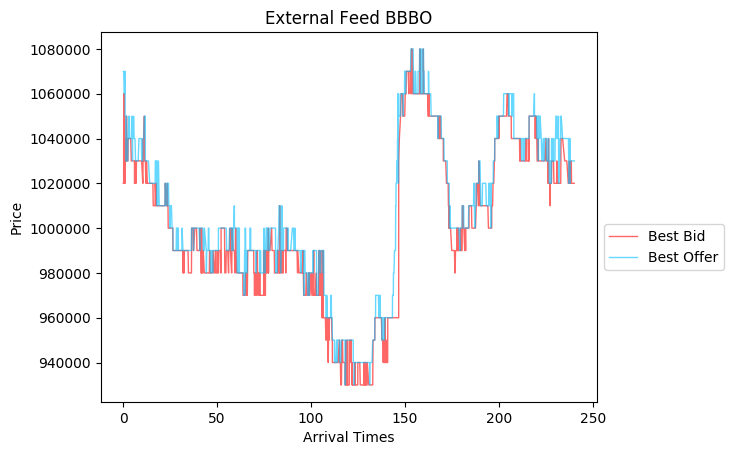 External Feed BBBO
1080000
1060000
1040000
1020000
1000000
980000
960000
940000
Price
0 50 100 150 200 250
Arrival Times
Best Bid
Best Offer